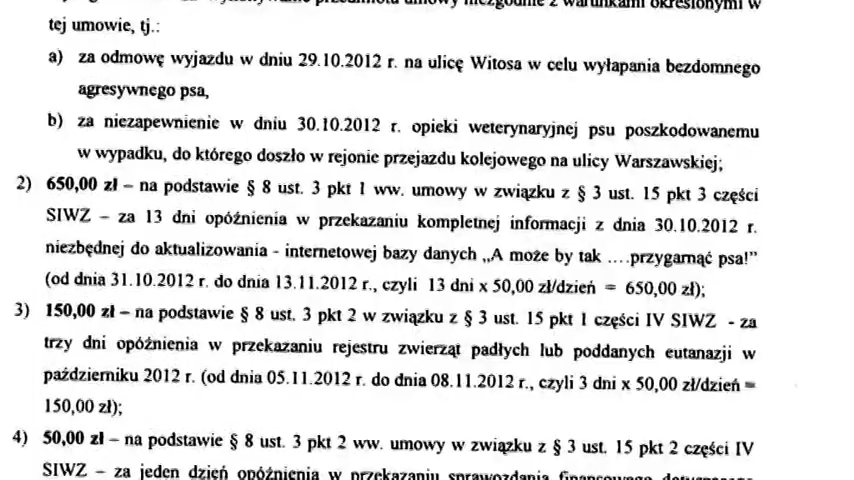 przedmiotu umowy niezgodnie z warunkami określonymi w
tej umowie, tj.:
a) za odmowę wyjazdu w dniu 29.10.2012 r. na ulicę Witosa w celu wyłapania bezdomnego
agresywnego psa,
b) za niezapewnienie w dniu 30.10.2012 r. opieki weterynaryjnej psu poszkodowanemu
w wypadku, do którego doszło w rejonie przejazdu kolejowego na ulicy Warszawskiej;
2) 650,00 zł – na podstawie § 8 ust. 3 pkt 1 ww. umowy w związku z § 3 ust. 15 pkt 3 części
SIWZ – za 13 dni opóźnienia w przekazaniu kompletnej informacji z dnia 30.10.2012 r.
niezbędnej do aktualizowania - internetowej bazy danych „A może by tak ....przygarnąć psa!”
(od dnia 31.10.2012 r. do dnia 13.11.2012 r., czyli 13 dni x 50,00 zł/dzień = 650,00 zł);
3) 150,00 zł – na podstawie § 8 ust. 3 pkt 2 w związku z § 3 ust. 15 pkt 1 części IV SIWZ - za
trzy dni opóźnienia w przekazaniu rejestru zwierząt padłych lub poddanych eutanazji w
październiku 2012 r. (od dnia 05.11.2012 r. do dnia 08.11.2012 r., czyli 3 dni x 50,00 zł/dzień =
150,00 zł);
4) 50,00 zł – na podstawie § 8 ust. 3 pkt 2 ww. umowy w związku z § 3 ust. 15 pkt 2 części IV
SIWZ – za jeden dzień opóźnienia w przekazaniu sprawozdania finansowego